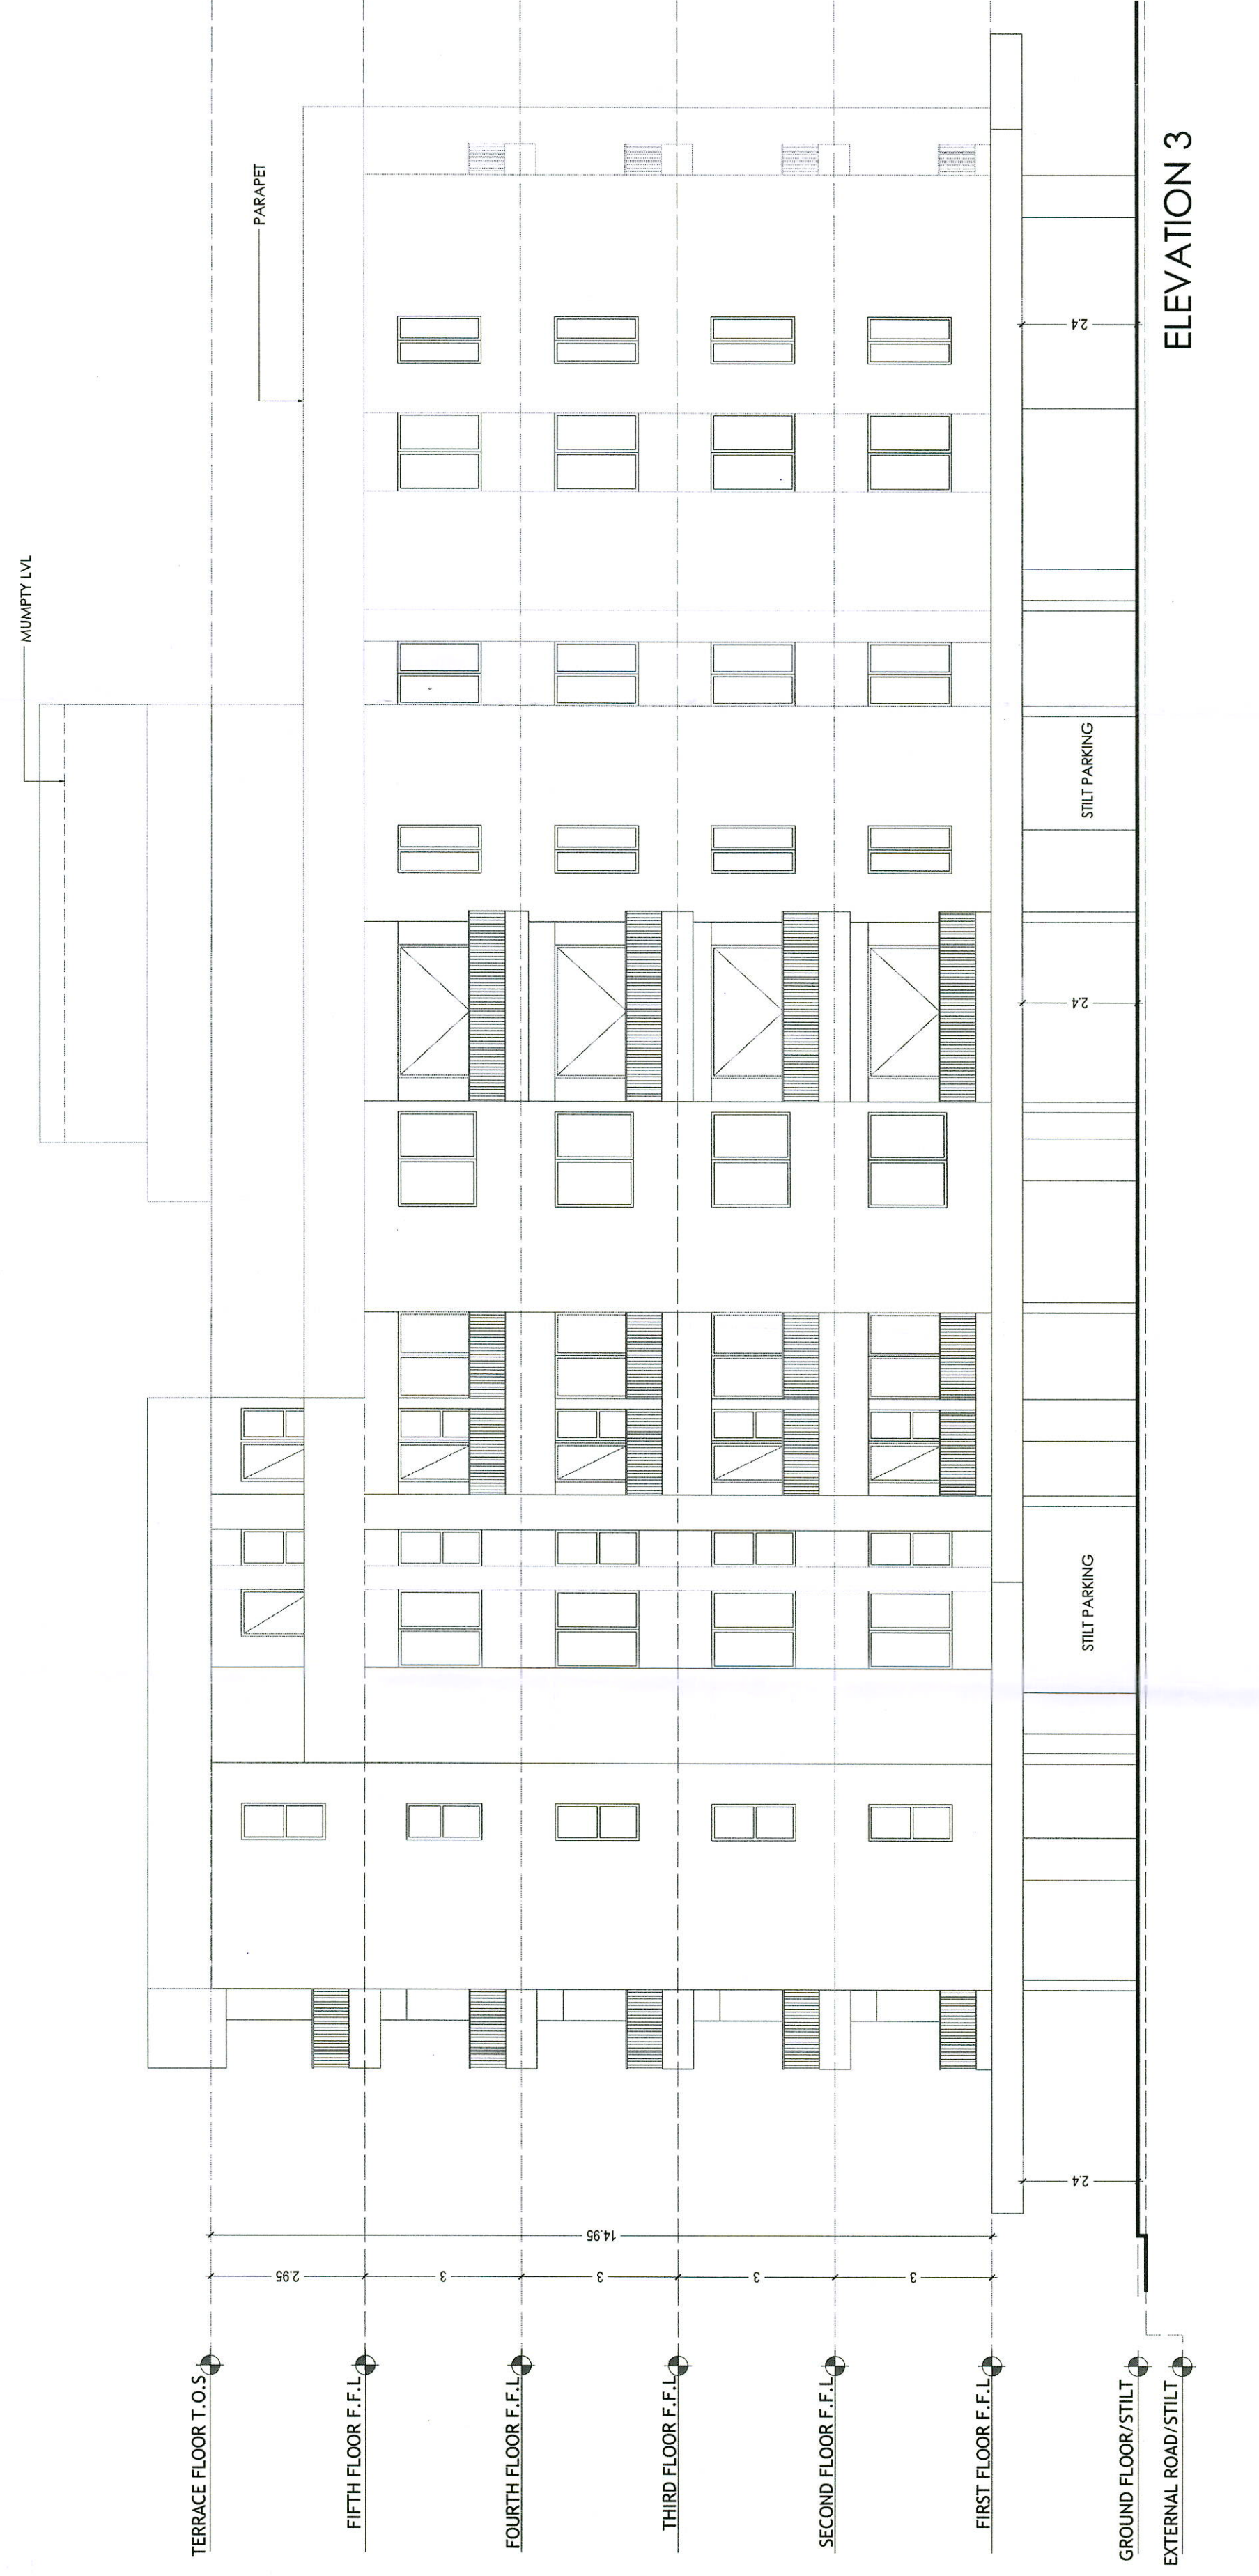 MUMPTY LVL
PARAPET
TERRACE FLOOR T.O.S
FIFTH FLOOR F.F.L
FOURTH FLOOR F.F.L
THIRD FLOOR F.F.L
SECOND FLOOR F.F.L
FIRST FLOOR F.F.L
GROUND FLOOR/STILT
EXTERNAL ROAD/STILT
2.95
3
3
3
3
14.95
2.4
STILT PARKING
2.4
STILT PARKING
2.4
ELEVATION 3